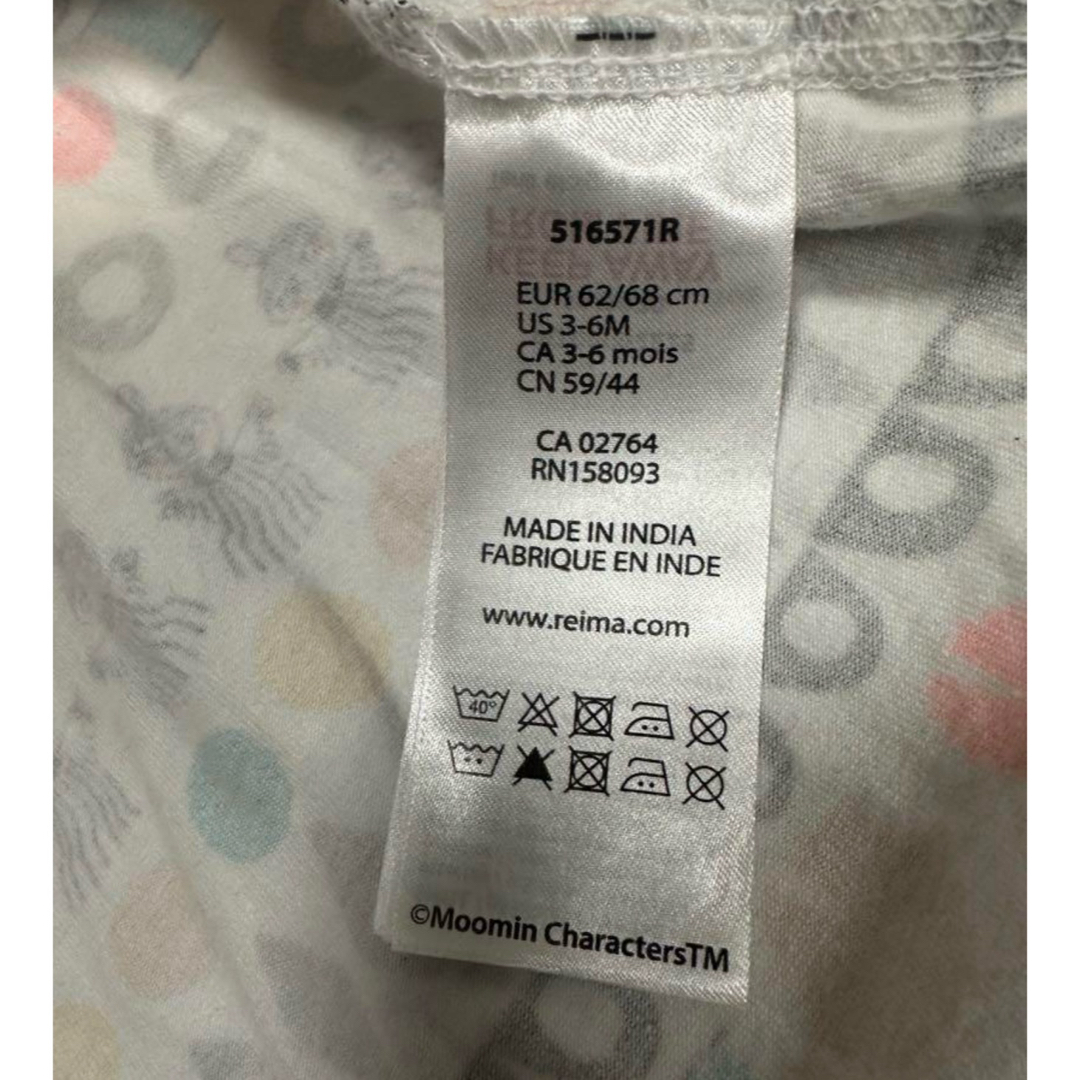 516571R
EUR 62/68 cm
US 3-6M
CA 3-6 mois
CN 59/44
CA 02764
RN158093
MADE IN INDIA
FABRIQUE EN INDE
www.reima.com
40°
©Moomin CharactersTM